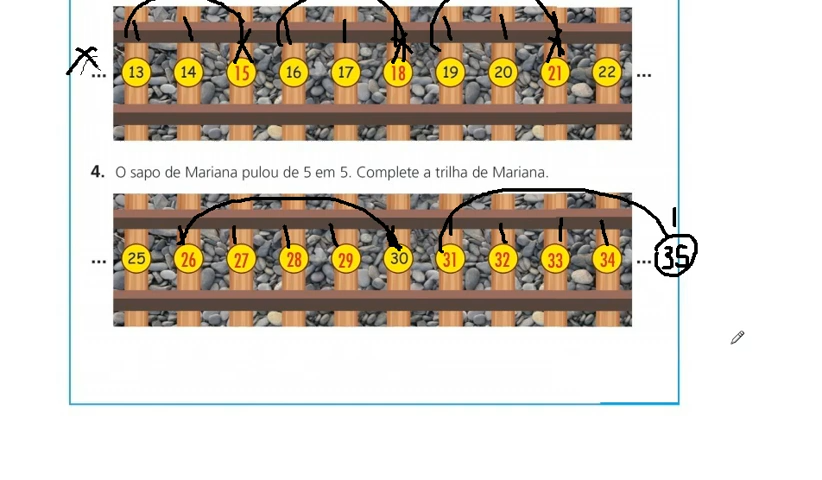 ... 13 14 15 16 17 18 19 20 21 22 ...
4. O sapo de Mariana pulou de 5 em 5. Complete a trilha de Mariana.
... 25 26 27 28 29 30 31 32 33 34 ... 35